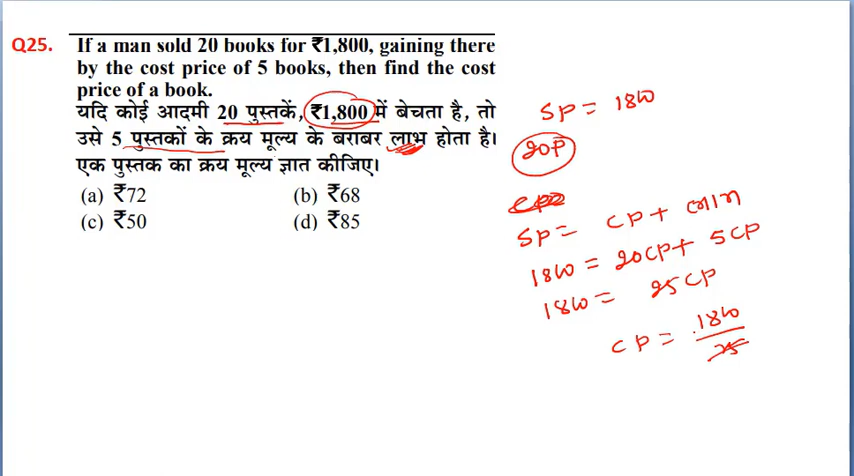 Q25. If a man sold 20 books for ₹1,800, gaining there
by the cost price of 5 books, then find the cost
price of a book.
यदि कोई आदमी 20 पुस्तकें, ₹1,800 में बेचता है, तो
उसे 5 पुस्तकों के क्रय मूल्य के बराबर लाभ होता है।
एक पुस्तक का क्रय मूल्य ज्ञात कीजिए।
(a) ₹72 (b) ₹68
(c) ₹50 (d) ₹85
SP = 1800
SP = CP +
1800 = 20CP + 5CP
1800 = 25CP
CP = 1800
25